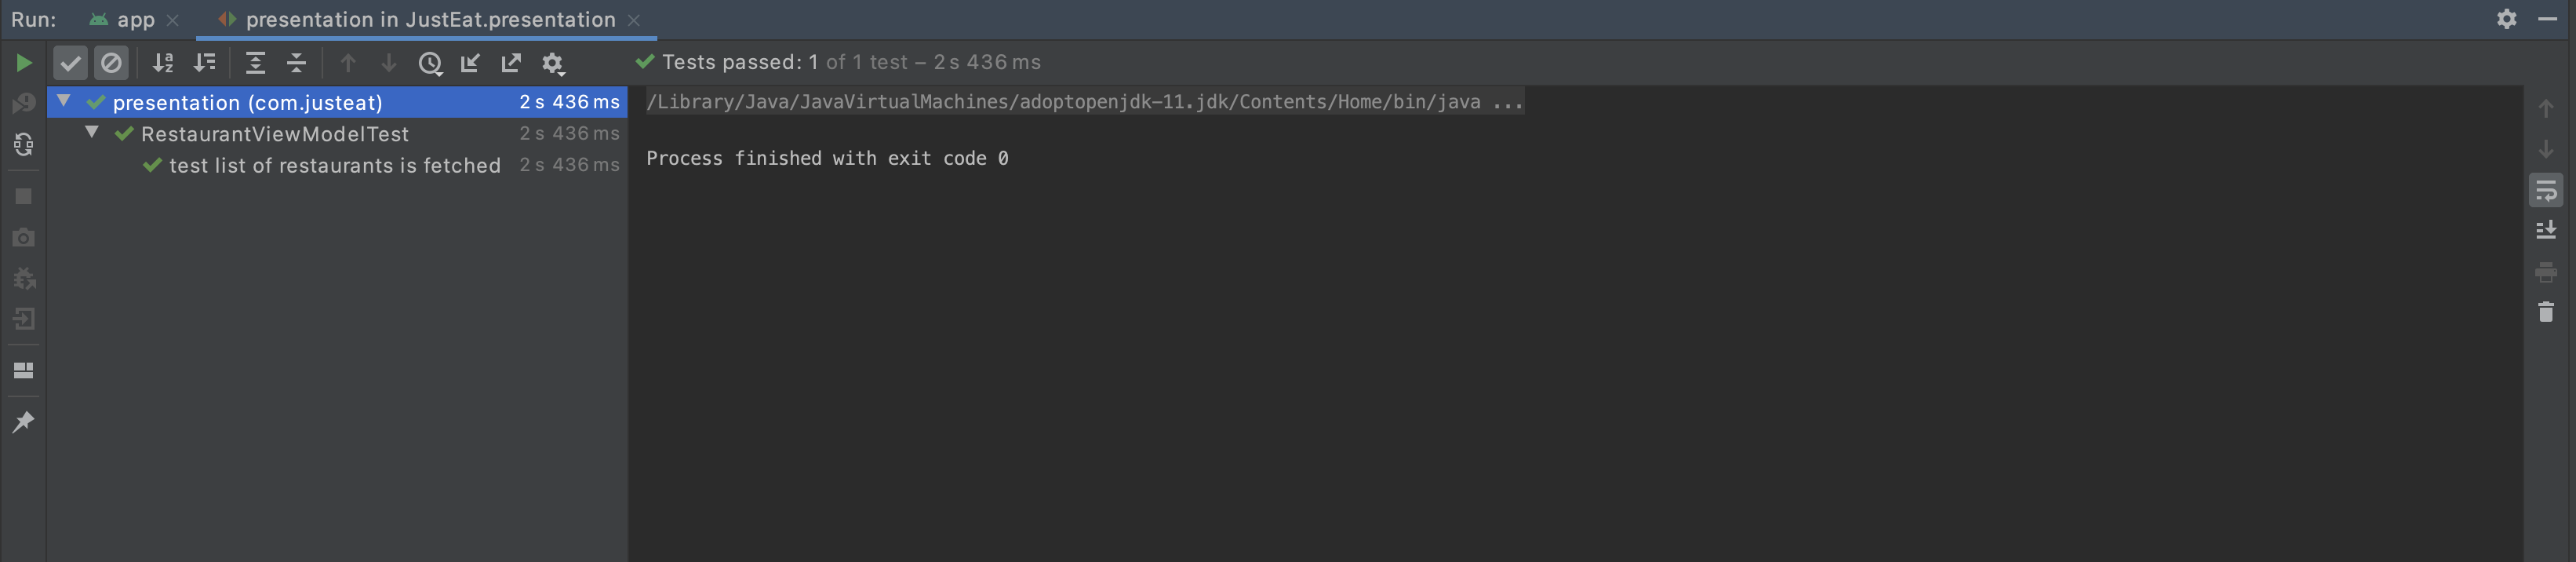 Run: app presentation in JustEat.presentation
Tests passed: 1 of 1 test – 2 s 436 ms
presentation (com.justeat) 2 s 436 ms
RestaurantViewModelTest 2 s 436 ms
test list of restaurants is fetched 2 s 436 ms
/Library/Java/JavaVirtualMachines/adoptopenjdk-11.jdk/Contents/Home/bin/java ...
Process finished with exit code 0